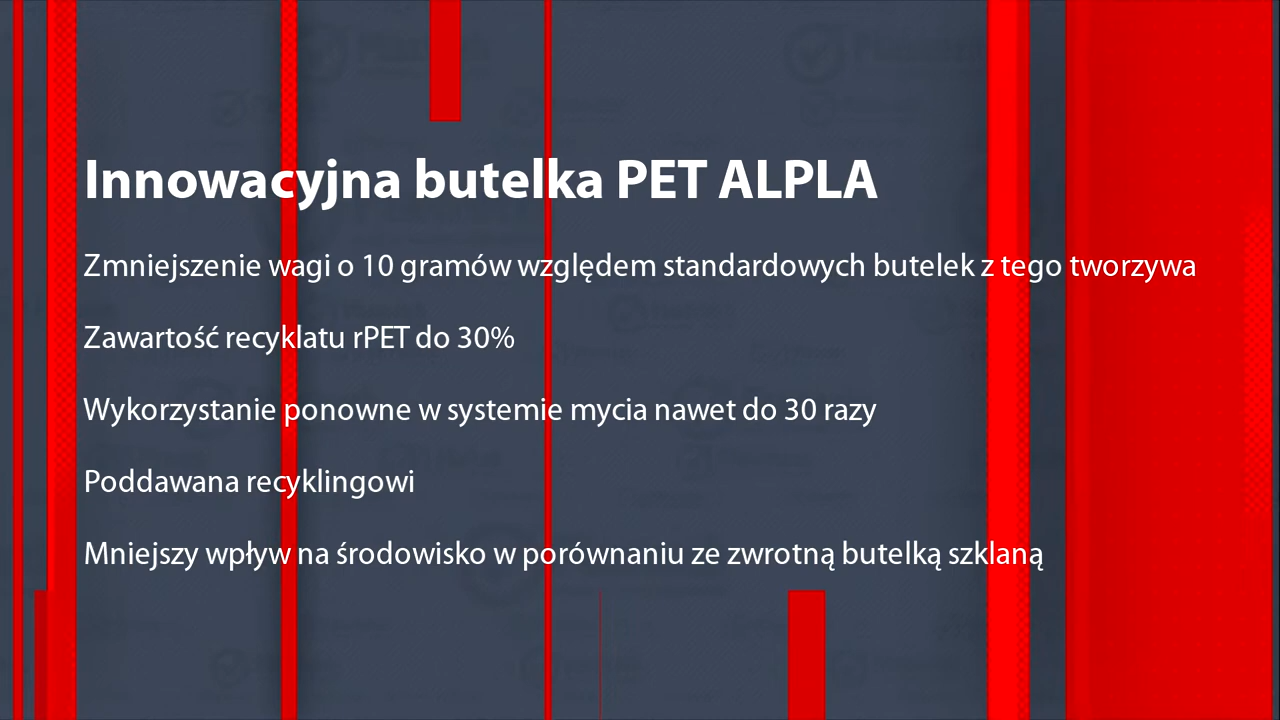 Innowacyjna butelka PET ALPLA
Zmniejszenie wagi o 10 gramów względem standardowych butelek z tego tworzywa
Zawartość recyklatu rPET do 30%
Wykorzystanie ponowne w systemie mycia nawet do 30 razy
Poddawana recyklingowi
Mniejszy wpływ na środowisko w porównaniu ze zwrotną butelką szklaną